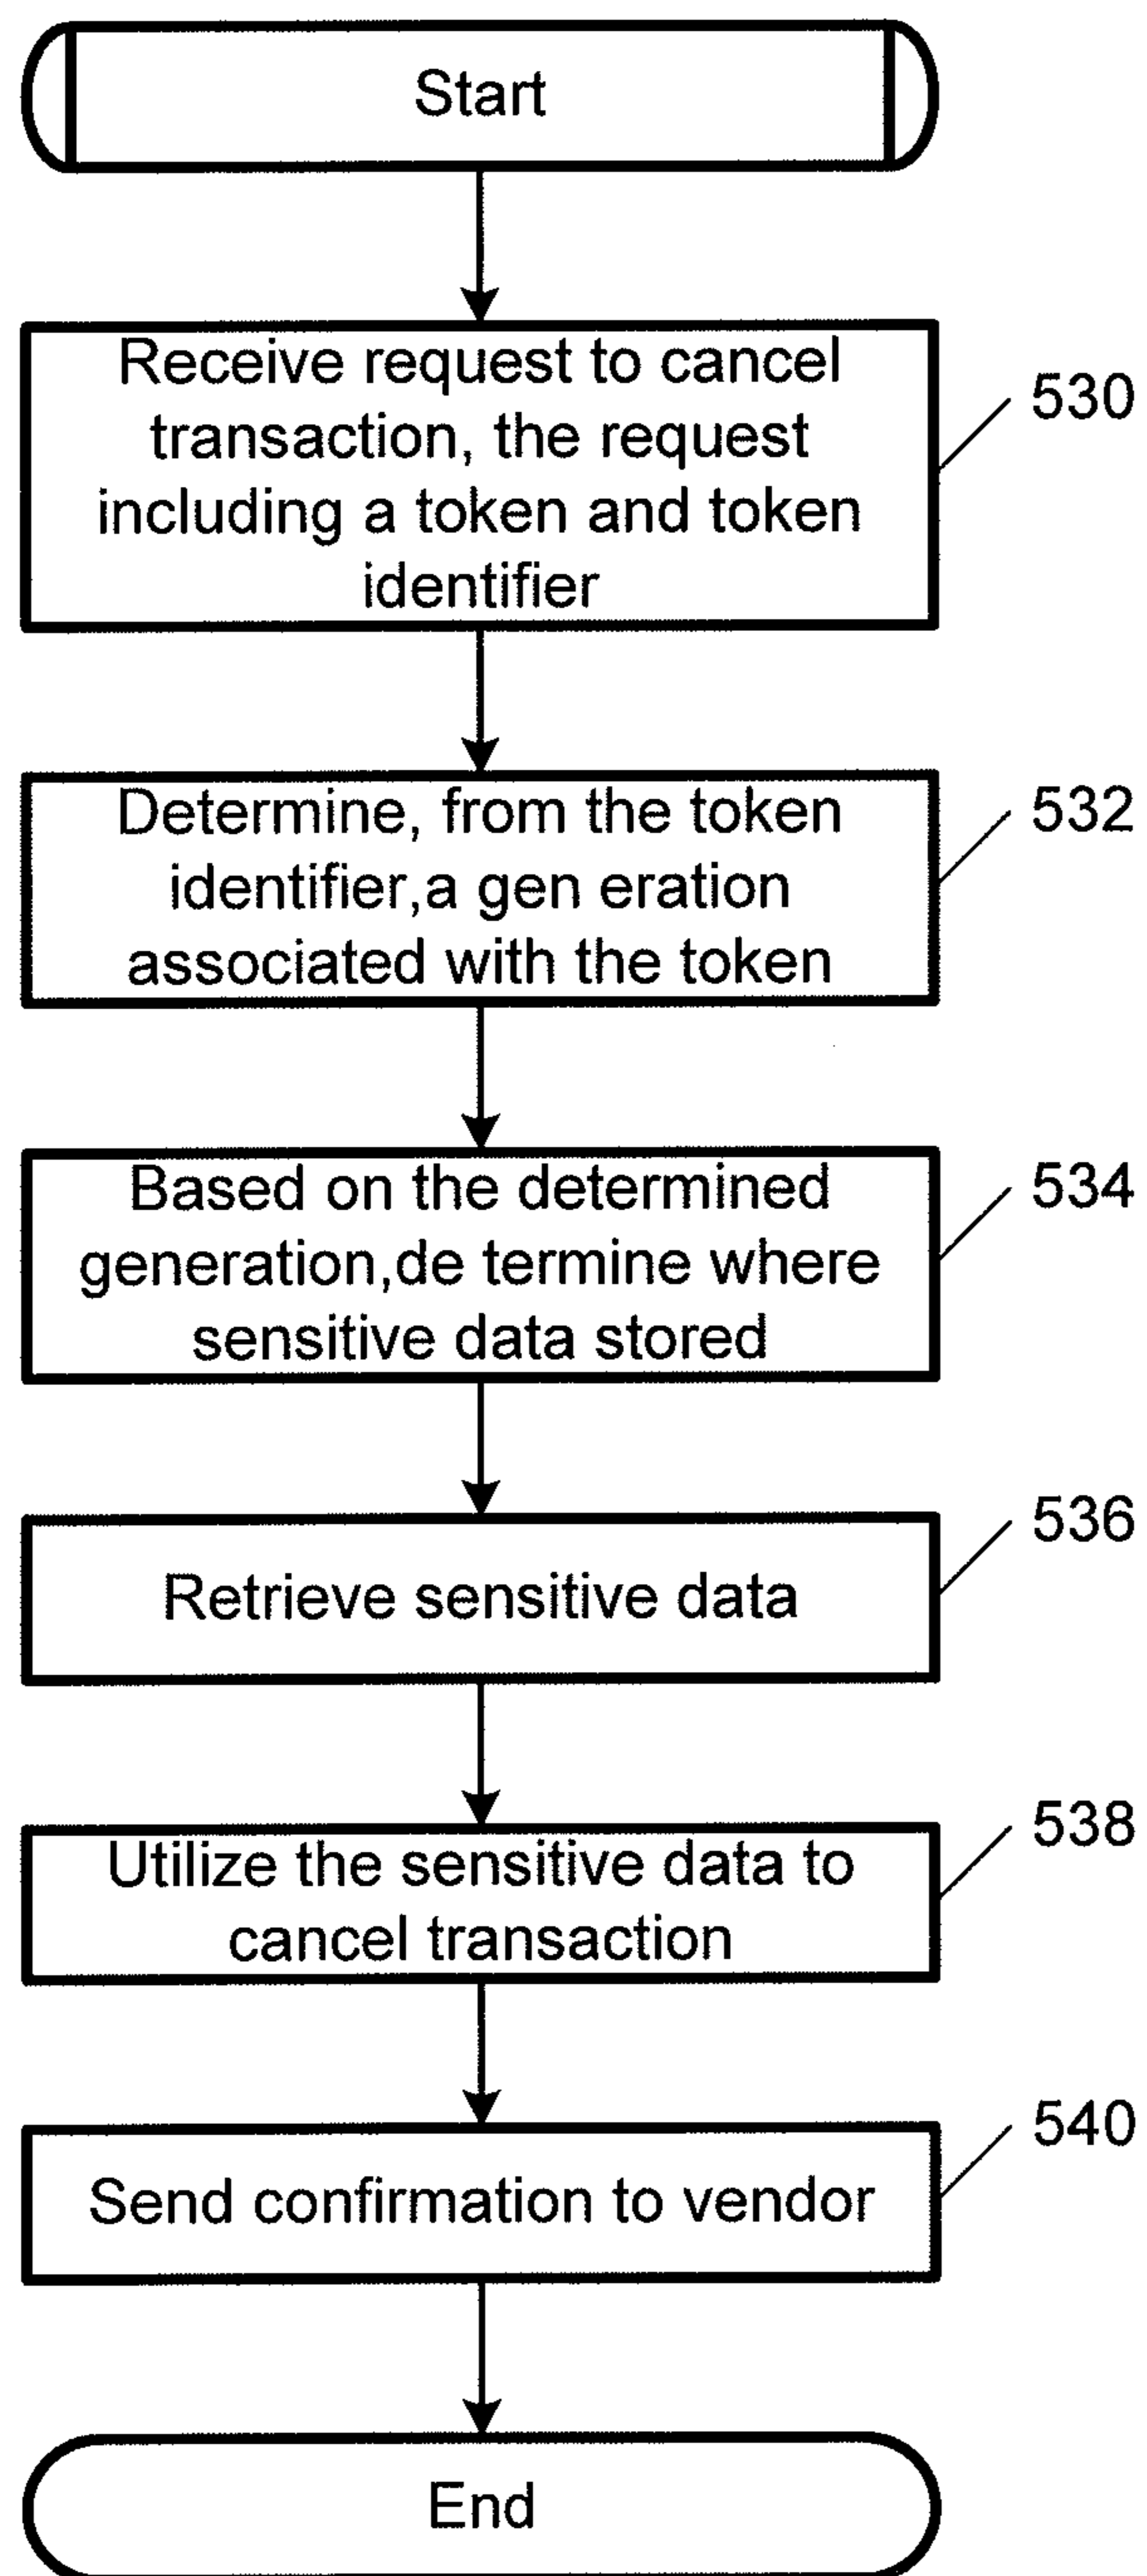 Start
Receive request to cancel
transaction, the request
including a token and token
identifier
530
Determine, from the token
identifier,a gen eration
associated with the token
532
Based on the determined
generation,de termine where
sensitive data stored
534
Retrieve sensitive data
536
Utilize the sensitive data to
cancel transaction
538
Send confirmation to vendor
540
End